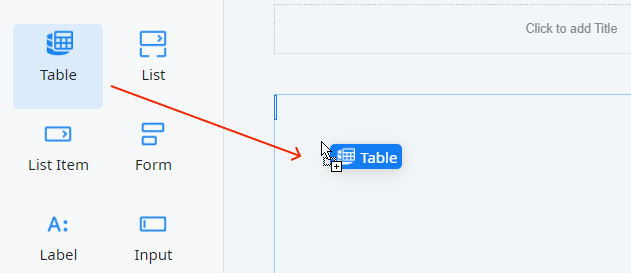 Click to add Title
Table
List
Table
List Item
Form
A:
Label
Input